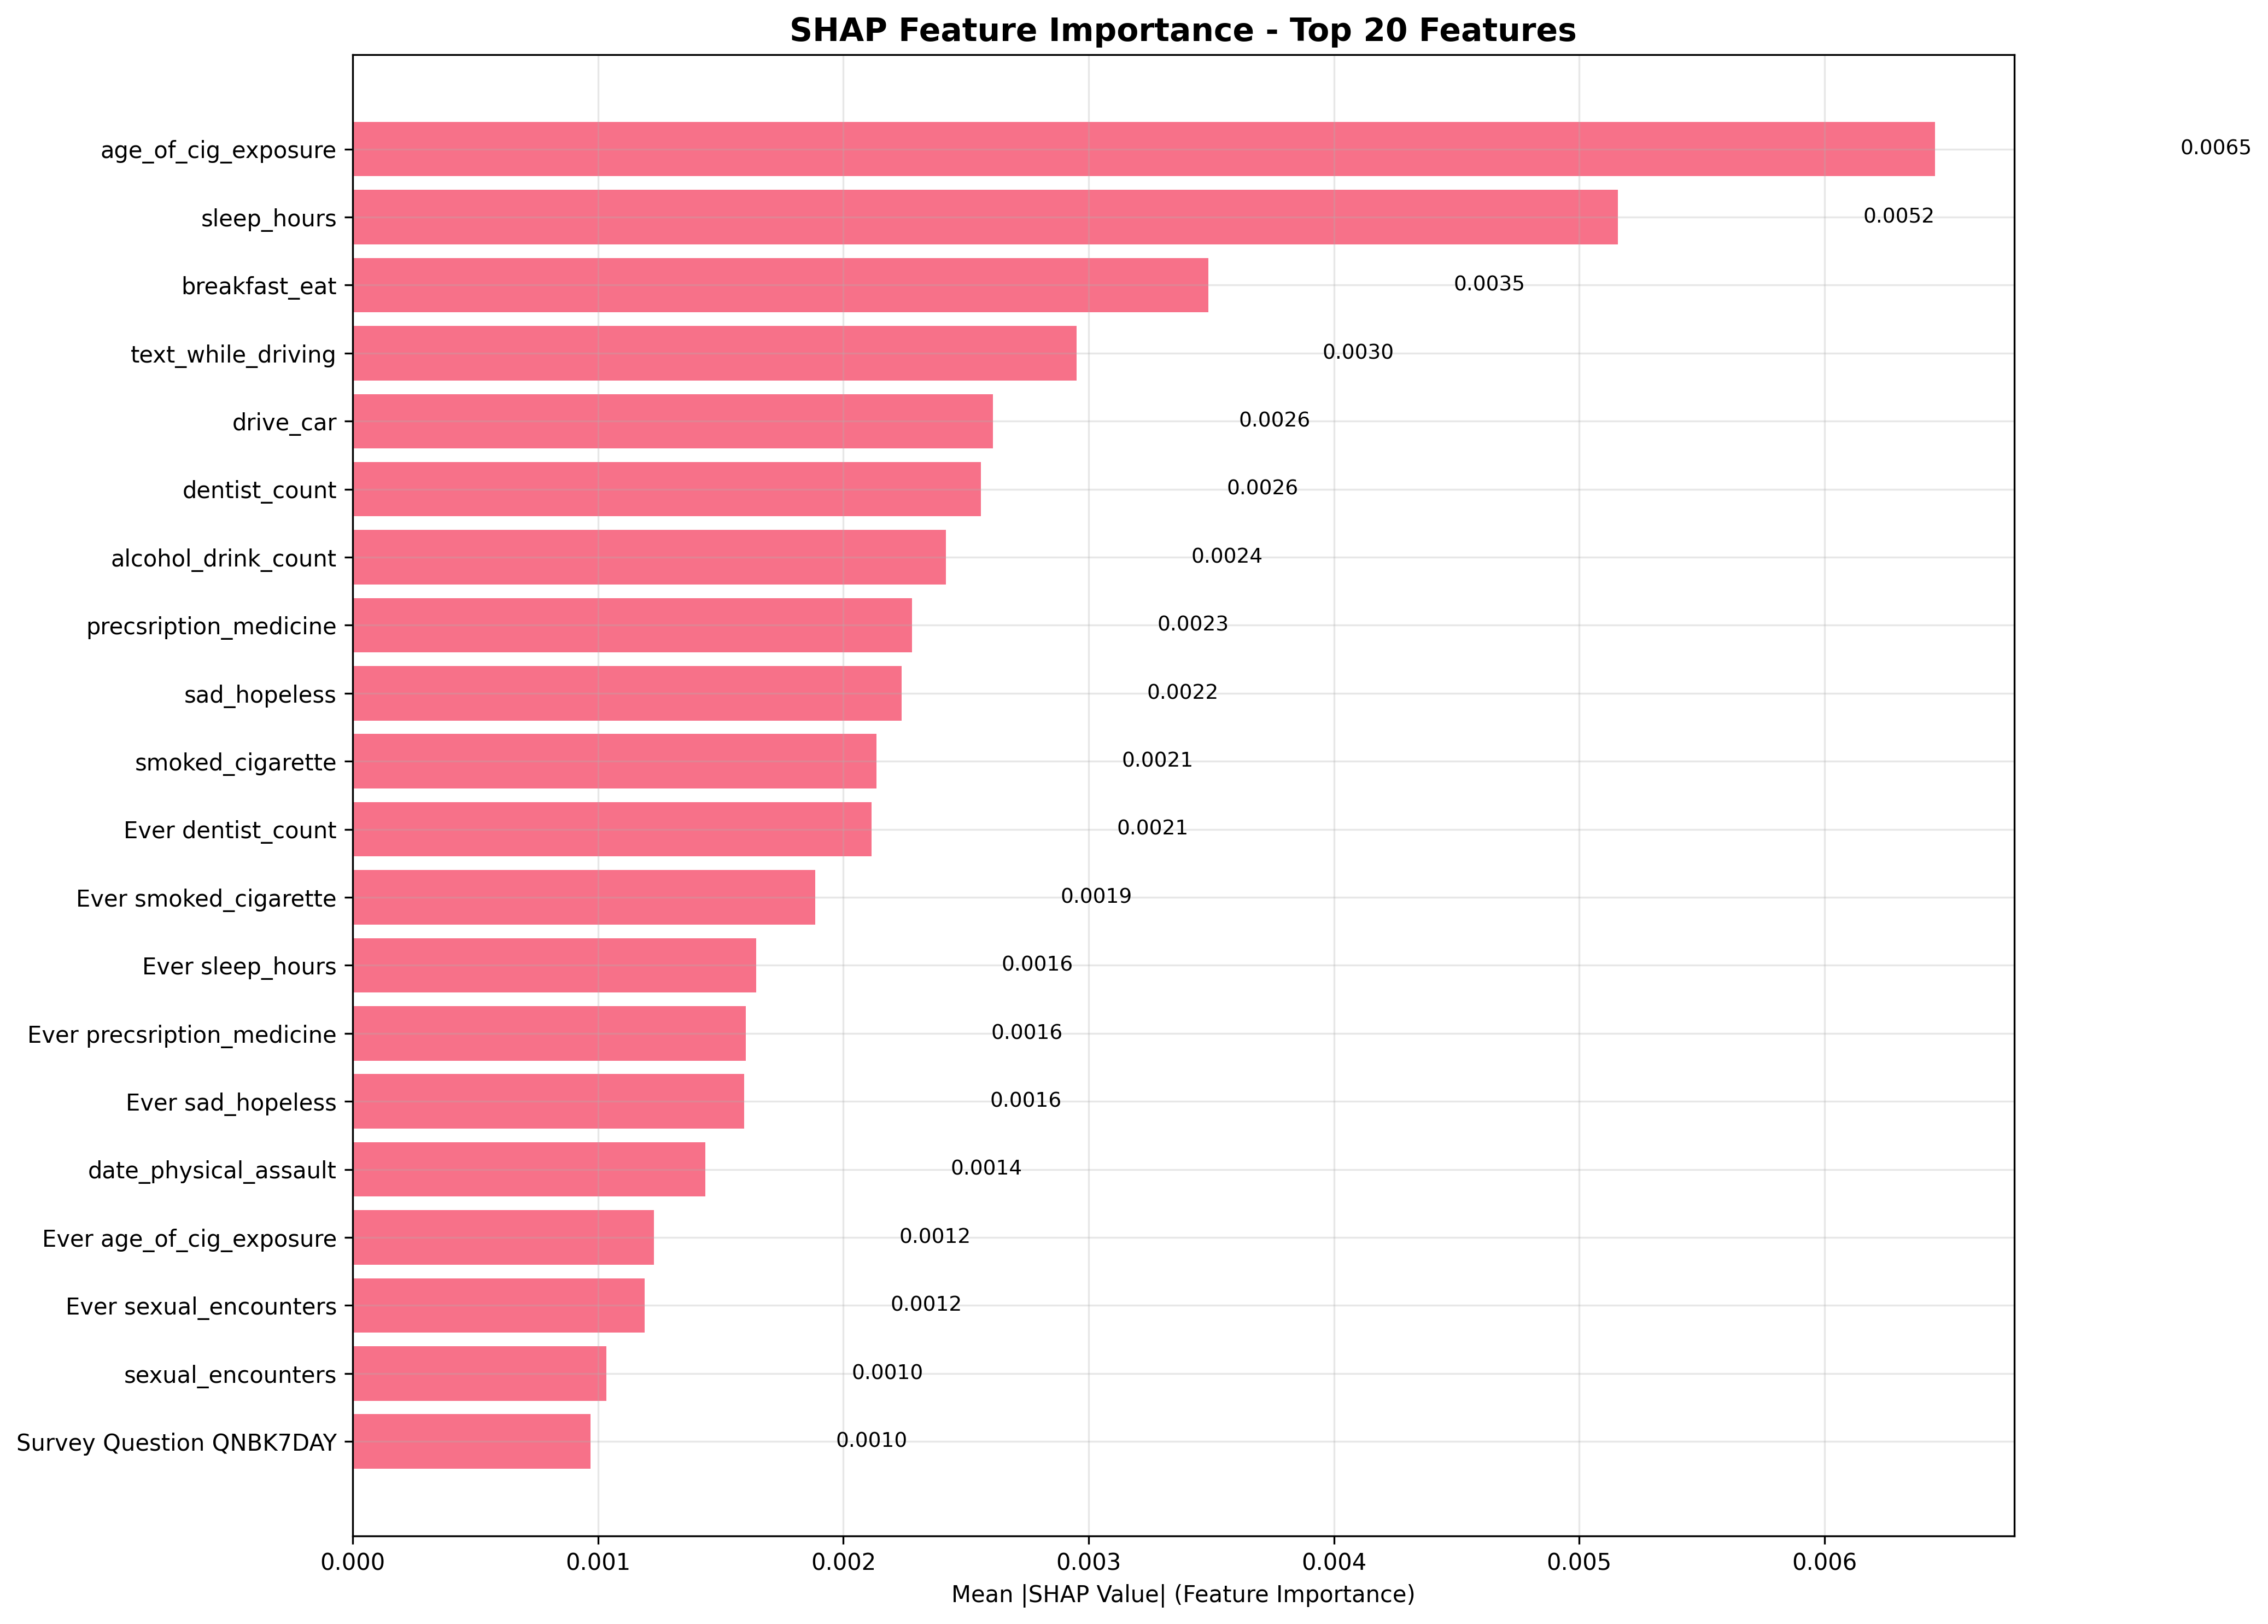 SHAP Feature Importance - Top 20 Features
age_of_cig_exposure 0.0065
sleep_hours 0.0052
breakfast_eat 0.0035
text_while_driving 0.0030
drive_car 0.0026
dentist_count 0.0026
alcohol_drink_count 0.0024
precsription_medicine 0.0023
sad_hopeless 0.0022
smoked_cigarette 0.0021
Ever dentist_count 0.0021
Ever smoked_cigarette 0.0019
Ever sleep_hours 0.0016
Ever precsription_medicine 0.0016
Ever sad_hopeless 0.0016
date_physical_assault 0.0014
Ever age_of_cig_exposure 0.0012
Ever sexual_encounters 0.0012
sexual_encounters 0.0010
Survey Question QNBK7DAY 0.0010
0.000 0.001 0.002 0.003 0.004 0.005 0.006
Mean |SHAP Value| (Feature Importance)